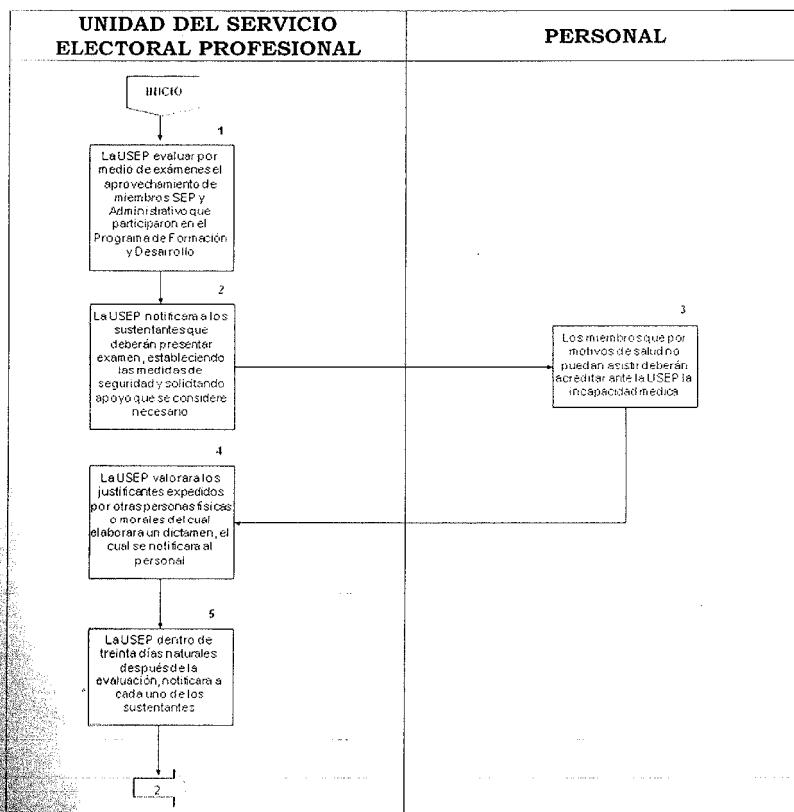 UNIDAD DEL SERVICIO
ELECTORAL PROFESIONAL
PERSONAL
INICIO
1
La USEP evaluar por
medio de exámenes el
aprovechamiento de
miembros SEP y
Administrativo que
participaron en el
Programa de Formación
y Desarrollo
2
La USEP notificara a los
sustentantes que
deberán presentar
examen, estableciendo
las medidas de
seguridad y solicitando
apoyo que se considere
necesario
3
Los miembros que por
motivos de salud no
puedan asistir deberán
acreditar ante la USEP la
incapacidad médica
4
La USEP valorara los
justificantes expedidos
por otras personas físicas
o morales del cual
elaborara un dictamen, el
cual se notificara al
personal
5
La USEP dentro de
treinta días naturales
después de la
evaluación, notificara a
cada uno de los
sustentantes
2